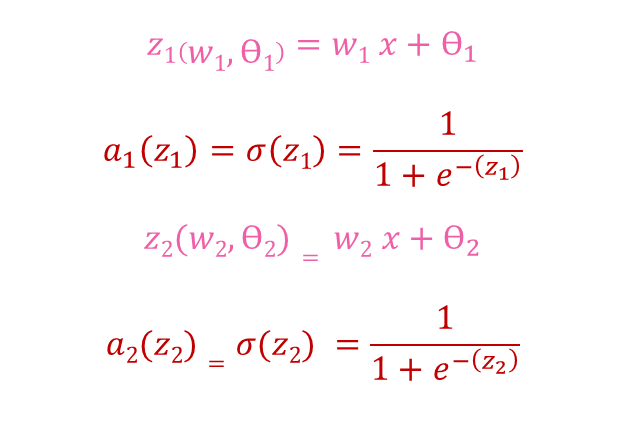 z₁(w₁, ϴ₁) = w₁ x + ϴ₁
a₁(z₁) = σ(z₁) = 1 / (1 + e^−(z₁))
z₂(w₂, ϴ₂) = w₂ x + ϴ₂
a₂(z₂) = σ(z₂) = 1 / (1 + e^−(z₂))